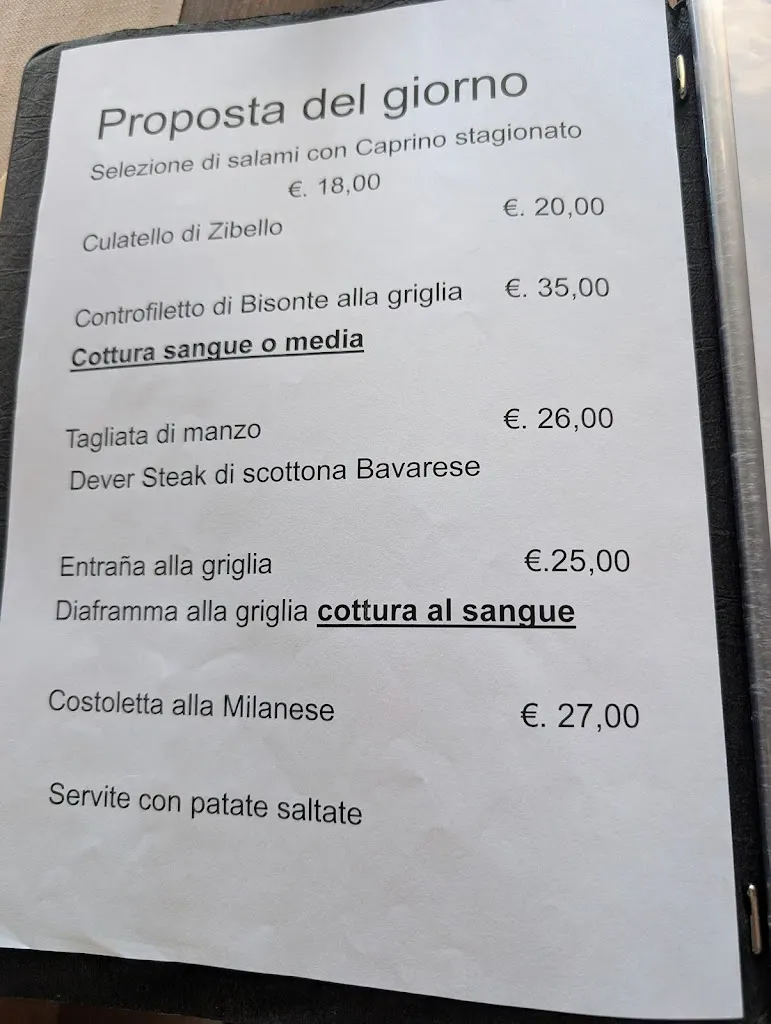 Proposta del giorno
Selezione di salami con Caprino stagionato
€. 18,00
Culatello di Zibello €. 20,00
Controfiletto di Bisonte alla griglia €. 35,00
Cottura sangue o media
Tagliata di manzo €. 26,00
Dever Steak di scottona Bavarese
Entraña alla griglia €.25,00
Diaframma alla griglia cottura al sangue
Costoletta alla Milanese €. 27,00
Servite con patate saltate